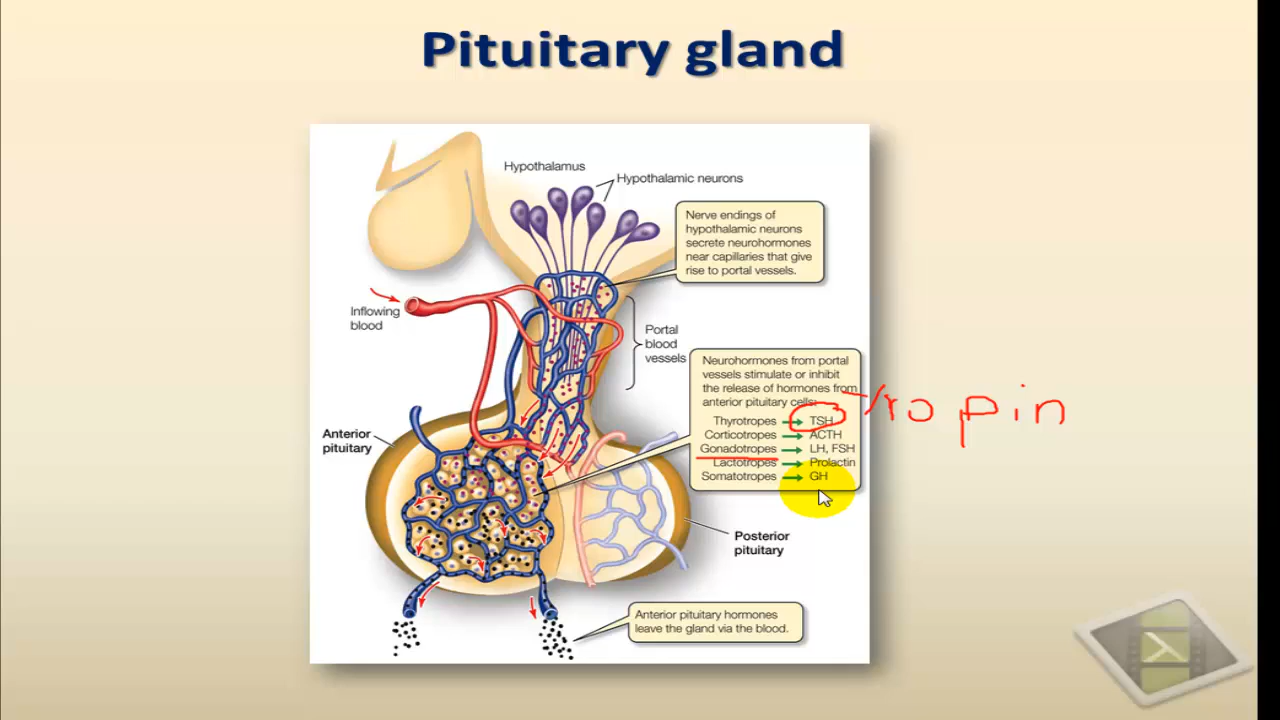 Pituitary gland
Hypothalamus
Hypothalamic neurons
Nerve endings of
hypothalamic neurons
secrete neurohormones
near capillaries that give
rise to portal vessels.
Inflowing
blood
Portal
blood
vessels
Neurohormones from portal
vessels stimulate or inhibit
the release of hormones from
anterior pituitary cells:
Thyrotropes → TSH
Corticotropes → ACTH
Gonadotropes → LH, FSH
Lactotropes → Prolactin
Somatotropes → GH
tropin
Anterior
pituitary
Posterior
pituitary
Anterior pituitary hormones
leave the gland via the blood.